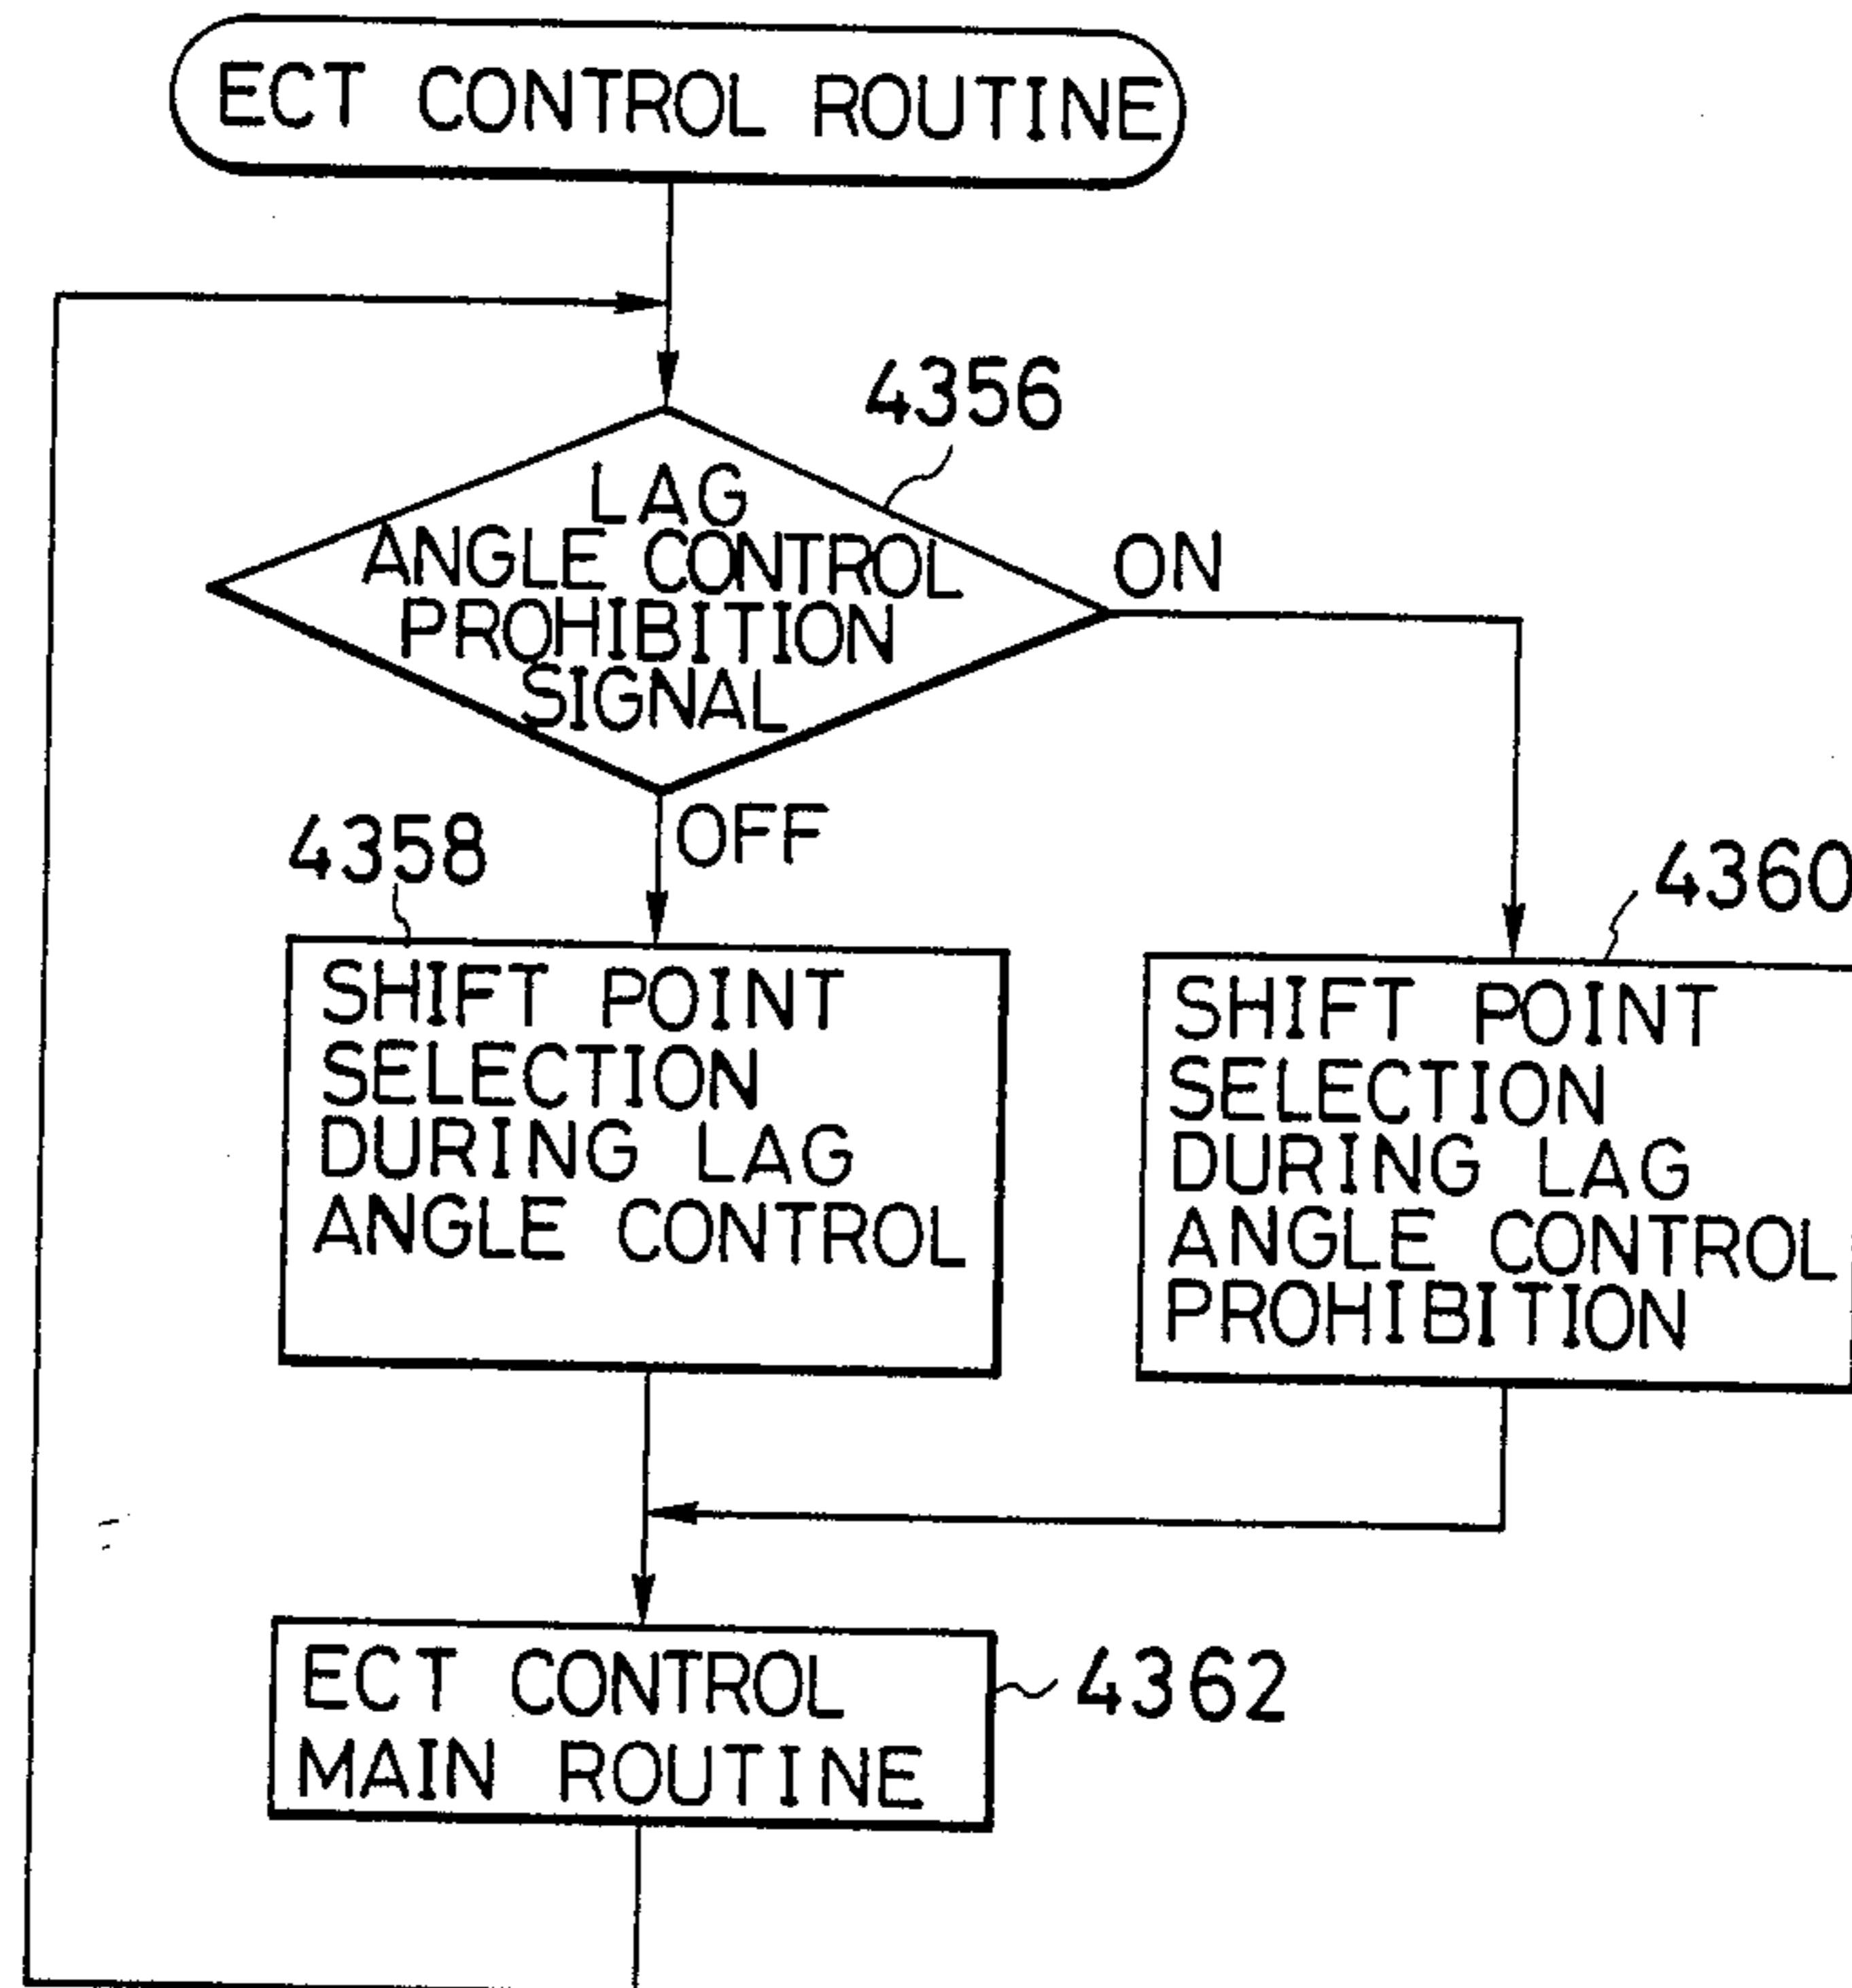 ECT CONTROL ROUTINE
4356
LAG
ANGLE CONTROL
PROHIBITION
SIGNAL
ON
OFF
4358
SHIFT POINT
SELECTION
DURING LAG
ANGLE CONTROL
4360
SHIFT POINT
SELECTION
DURING LAG
ANGLE CONTROL
PROHIBITION
ECT CONTROL
MAIN ROUTINE
4362